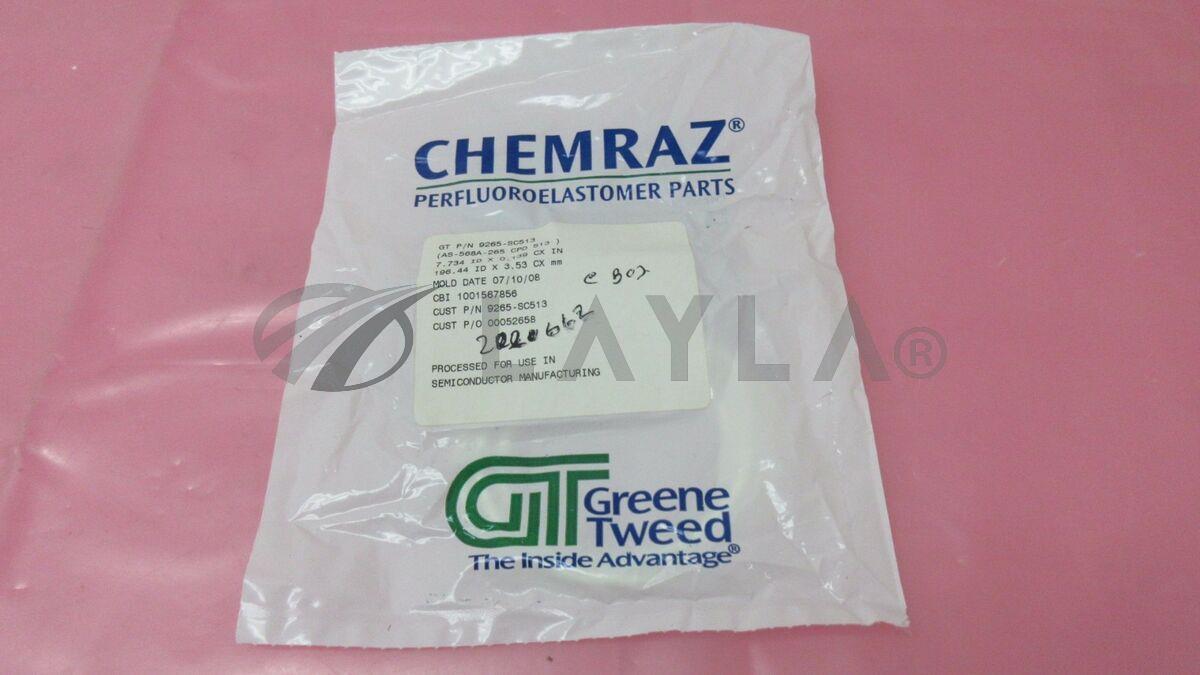 CHEMRAZ®
PERFLUOROELASTOMER PARTS
GT P/N 9265-SC513
(AS-568A-265 CPD 513 )
7.734 ID X 0.139 CX IN
196.44 ID X 3.53 CX mm
MOLD DATE 07/10/08
CBI 1001567856
CUST P/N 9265-SC513
CUST P/O 00052658
PROCESSED FOR USE IN
SEMICONDUCTOR MANUFACTURING
TAYLA®
GT Greene
Tweed
The Inside Advantage®